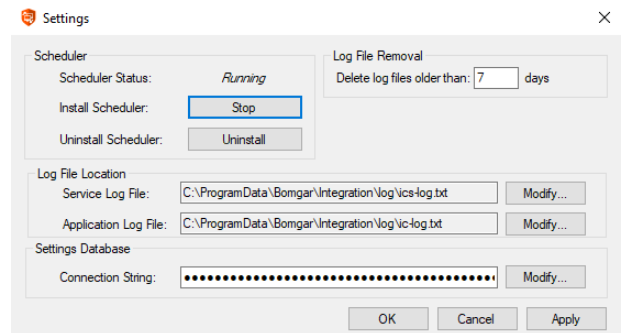 Settings
Scheduler
Scheduler Status: Running
Install Scheduler: Stop
Uninstall Scheduler: Uninstall
Log File Removal
Delete log files older than: 7 days
Log File Location
Service Log File: C:\ProgramData\Bomgar\Integration\log\ics-log.txt Modify...
Application Log File: C:\ProgramData\Bomgar\Integration\log\ic-log.txt Modify...
Settings Database
Connection String: ●●●●●●●●●●●●●●●●●●●●●●●●●●●●●●●●●●●●●●●●● Modify...
OK Cancel Apply